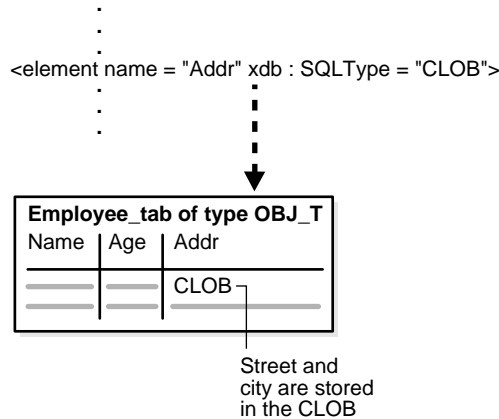 <element name = "Addr" xdb : SQLType = "CLOB">
Employee_tab of type OBJ_T
Name Age Addr
CLOB
Street and
city are stored
in the CLOB